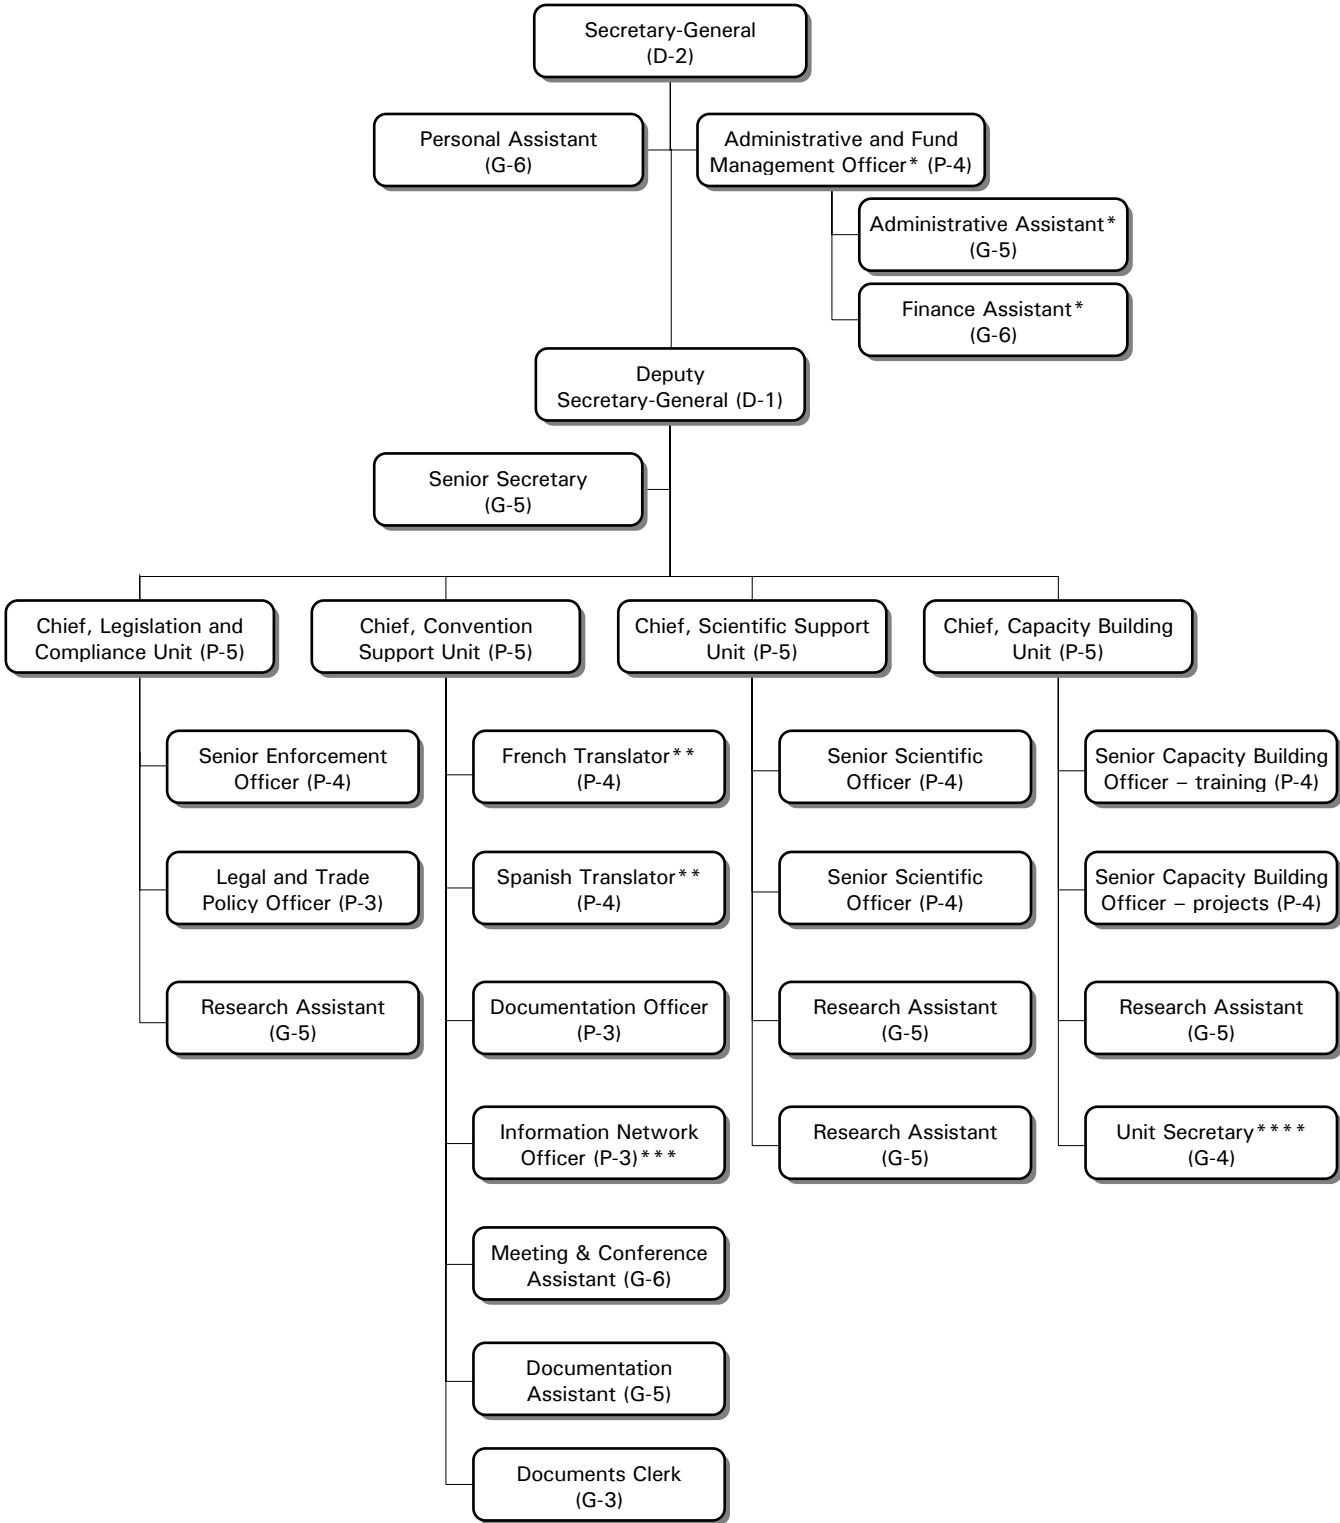 Secretary-General
(D-2)
Personal Assistant
(G-6)
Administrative and Fund
Management Officer* (P-4)
Administrative Assistant*
(G-5)
Finance Assistant*
(G-6)
Deputy
Secretary-General (D-1)
Senior Secretary
(G-5)
Chief, Legislation and
Compliance Unit (P-5)
Senior Enforcement
Officer (P-4)
Legal and Trade
Policy Officer (P-3)
Research Assistant
(G-5)
Chief, Convention
Support Unit (P-5)
French Translator**
(P-4)
Spanish Translator**
(P-4)
Documentation Officer
(P-3)
Information Network
Officer (P-3)***
Meeting & Conference
Assistant (G-6)
Documentation
Assistant (G-5)
Documents Clerk
(G-3)
Chief, Scientific Support
Unit (P-5)
Senior Scientific
Officer (P-4)
Senior Scientific
Officer (P-4)
Research Assistant
(G-5)
Research Assistant
(G-5)
Chief, Capacity Building
Unit (P-5)
Senior Capacity Building
Officer – training (P-4)
Senior Capacity Building
Officer – projects (P-4)
Research Assistant
(G-5)
Unit Secretary****
(G-4)